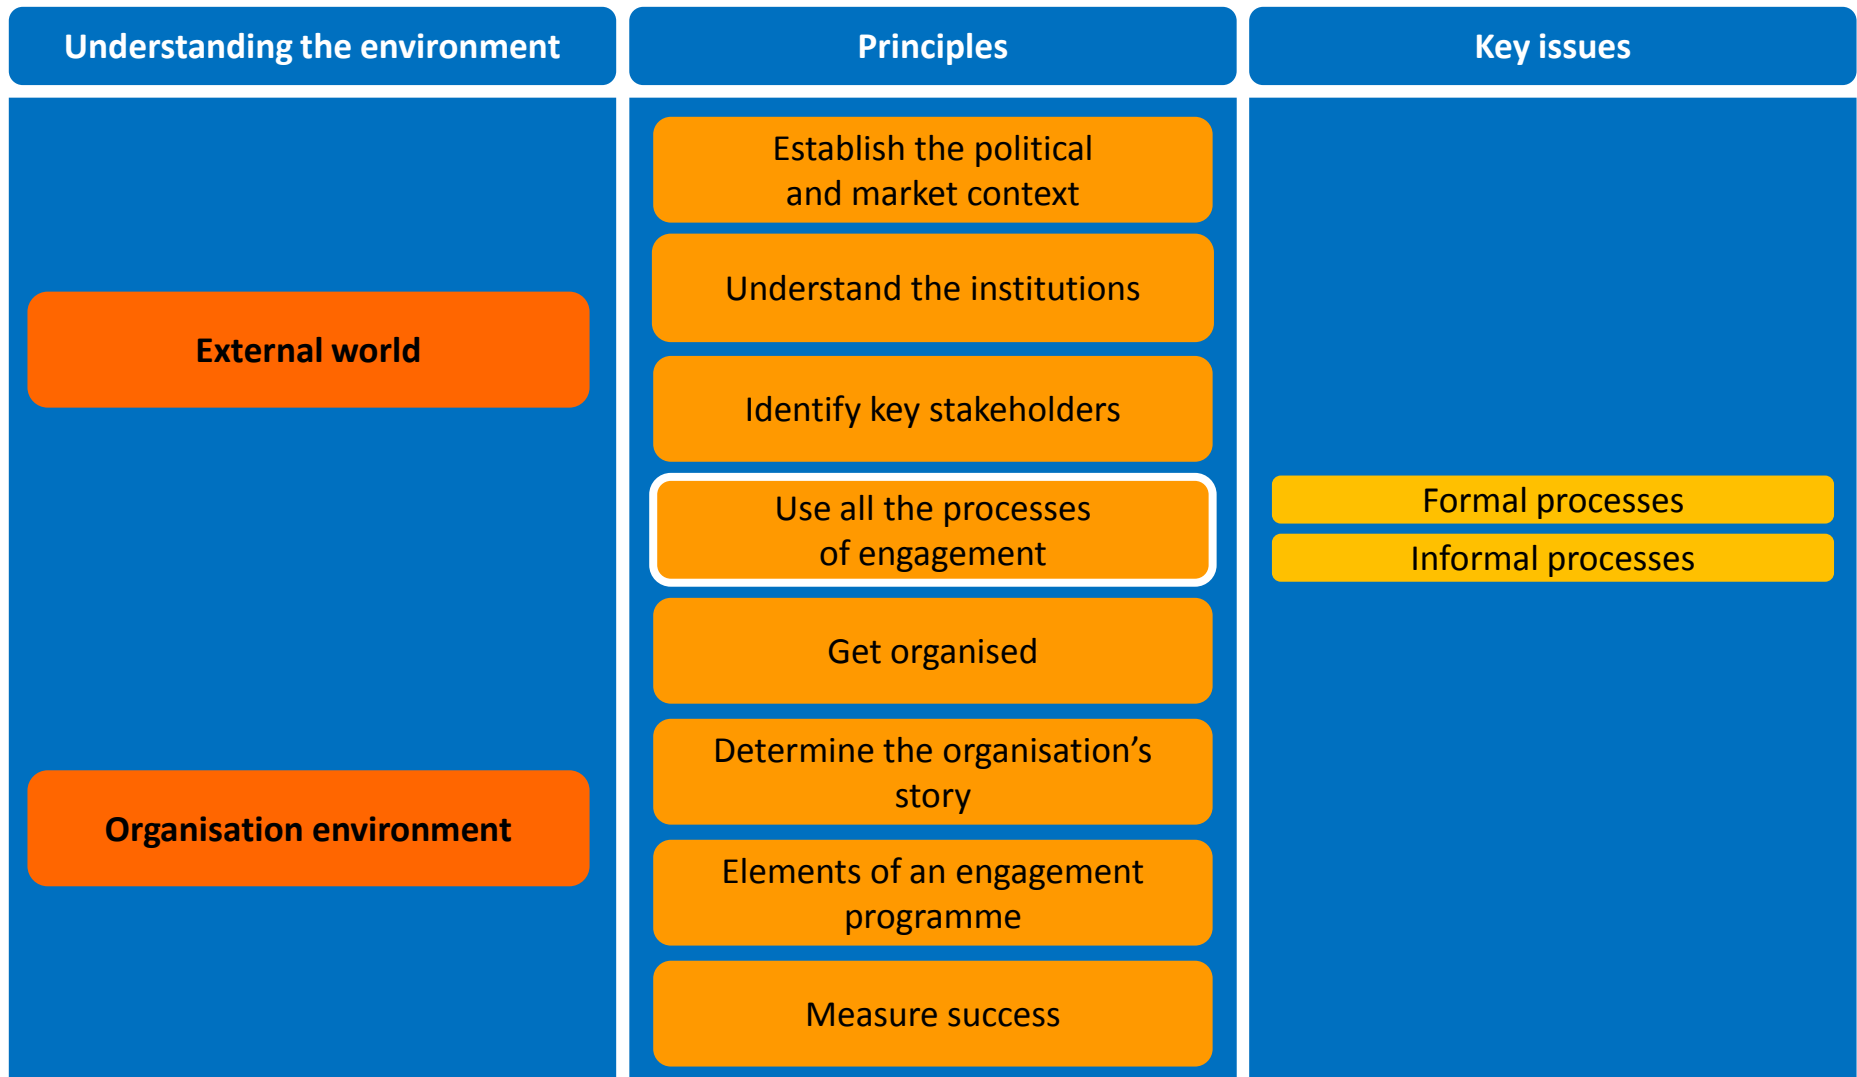 Understanding the environment
Principles
Key issues
External world
Organisation environment
Establish the political
and market context
Understand the institutions
Identify key stakeholders
Use all the processes
of engagement
Get organised
Determine the organisation’s
story
Elements of an engagement
programme
Measure success
Formal processes
Informal processes